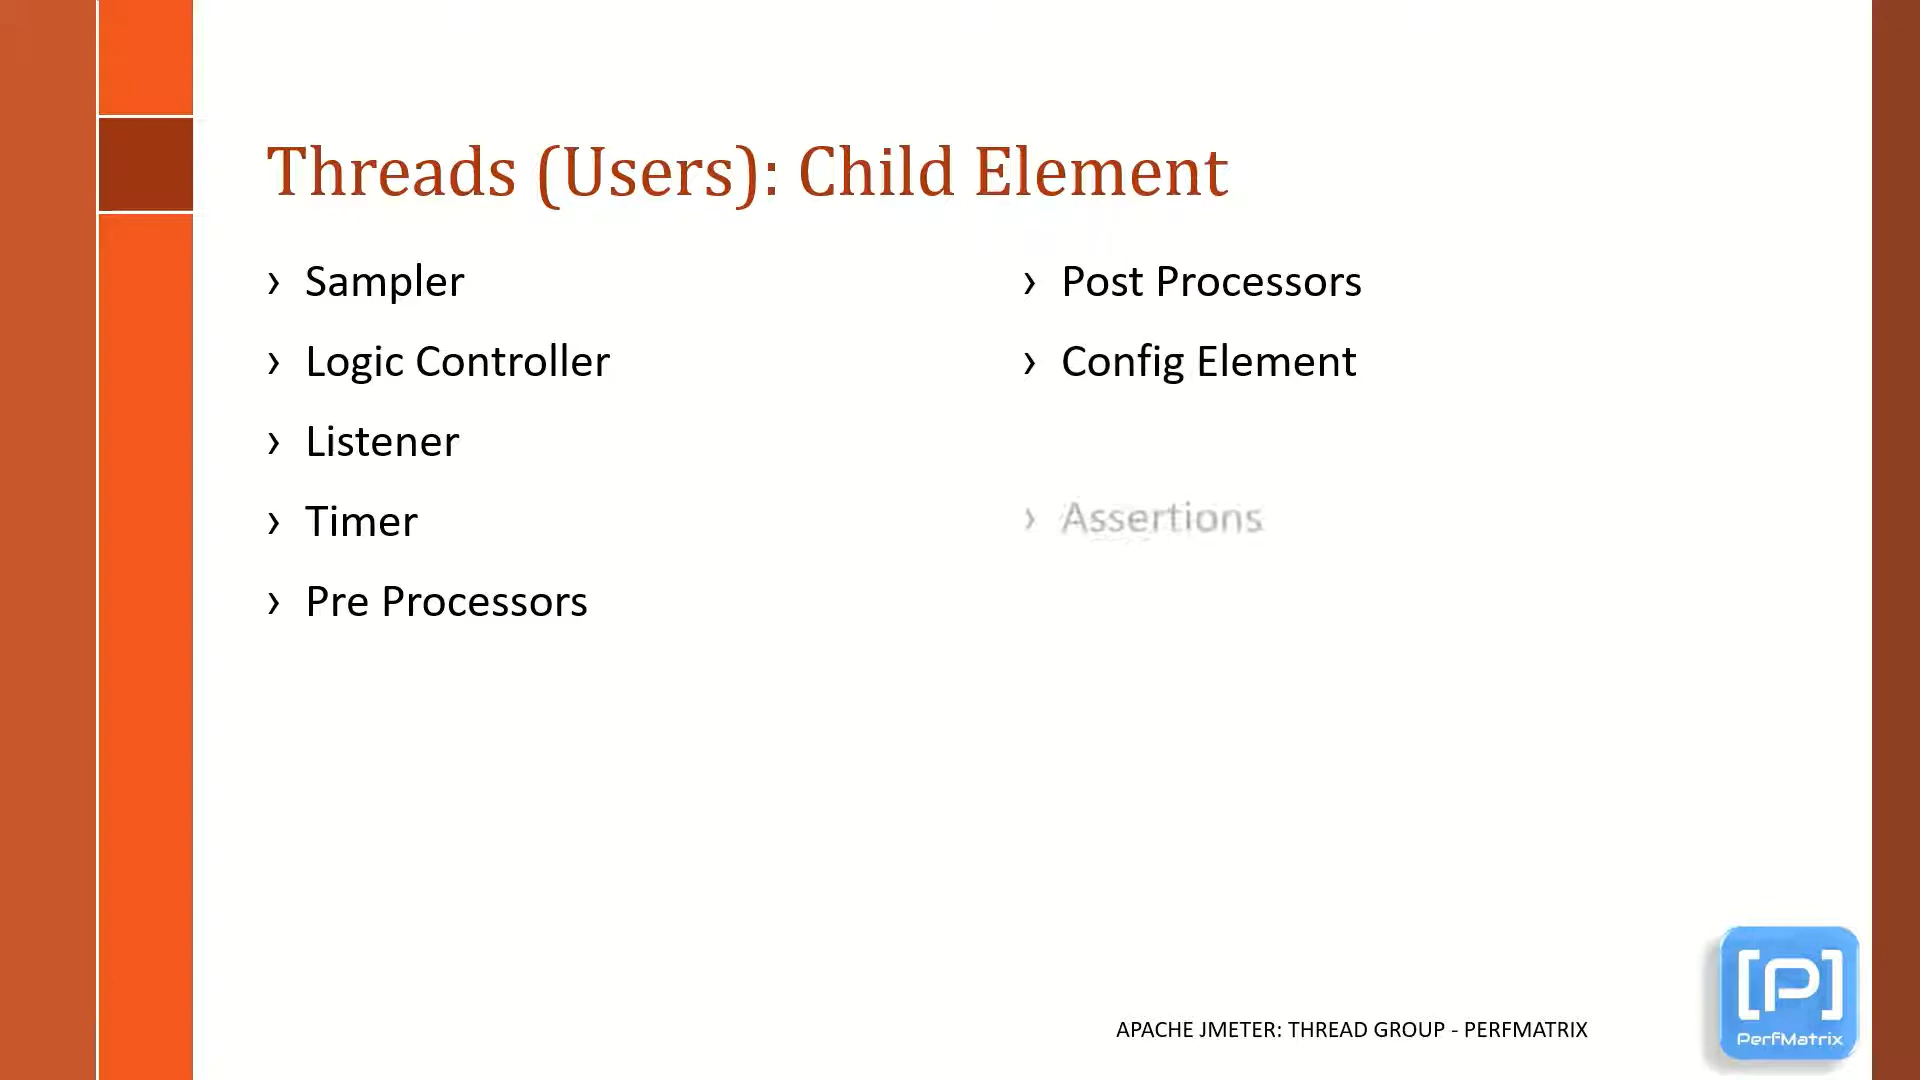 Threads (Users): Child Element
› Sampler
› Logic Controller
› Listener
› Timer
› Pre Processors
› Post Processors
› Config Element
› Assertions
APACHE JMETER: THREAD GROUP - PERFMATRIX
[P]
PerfMatrix